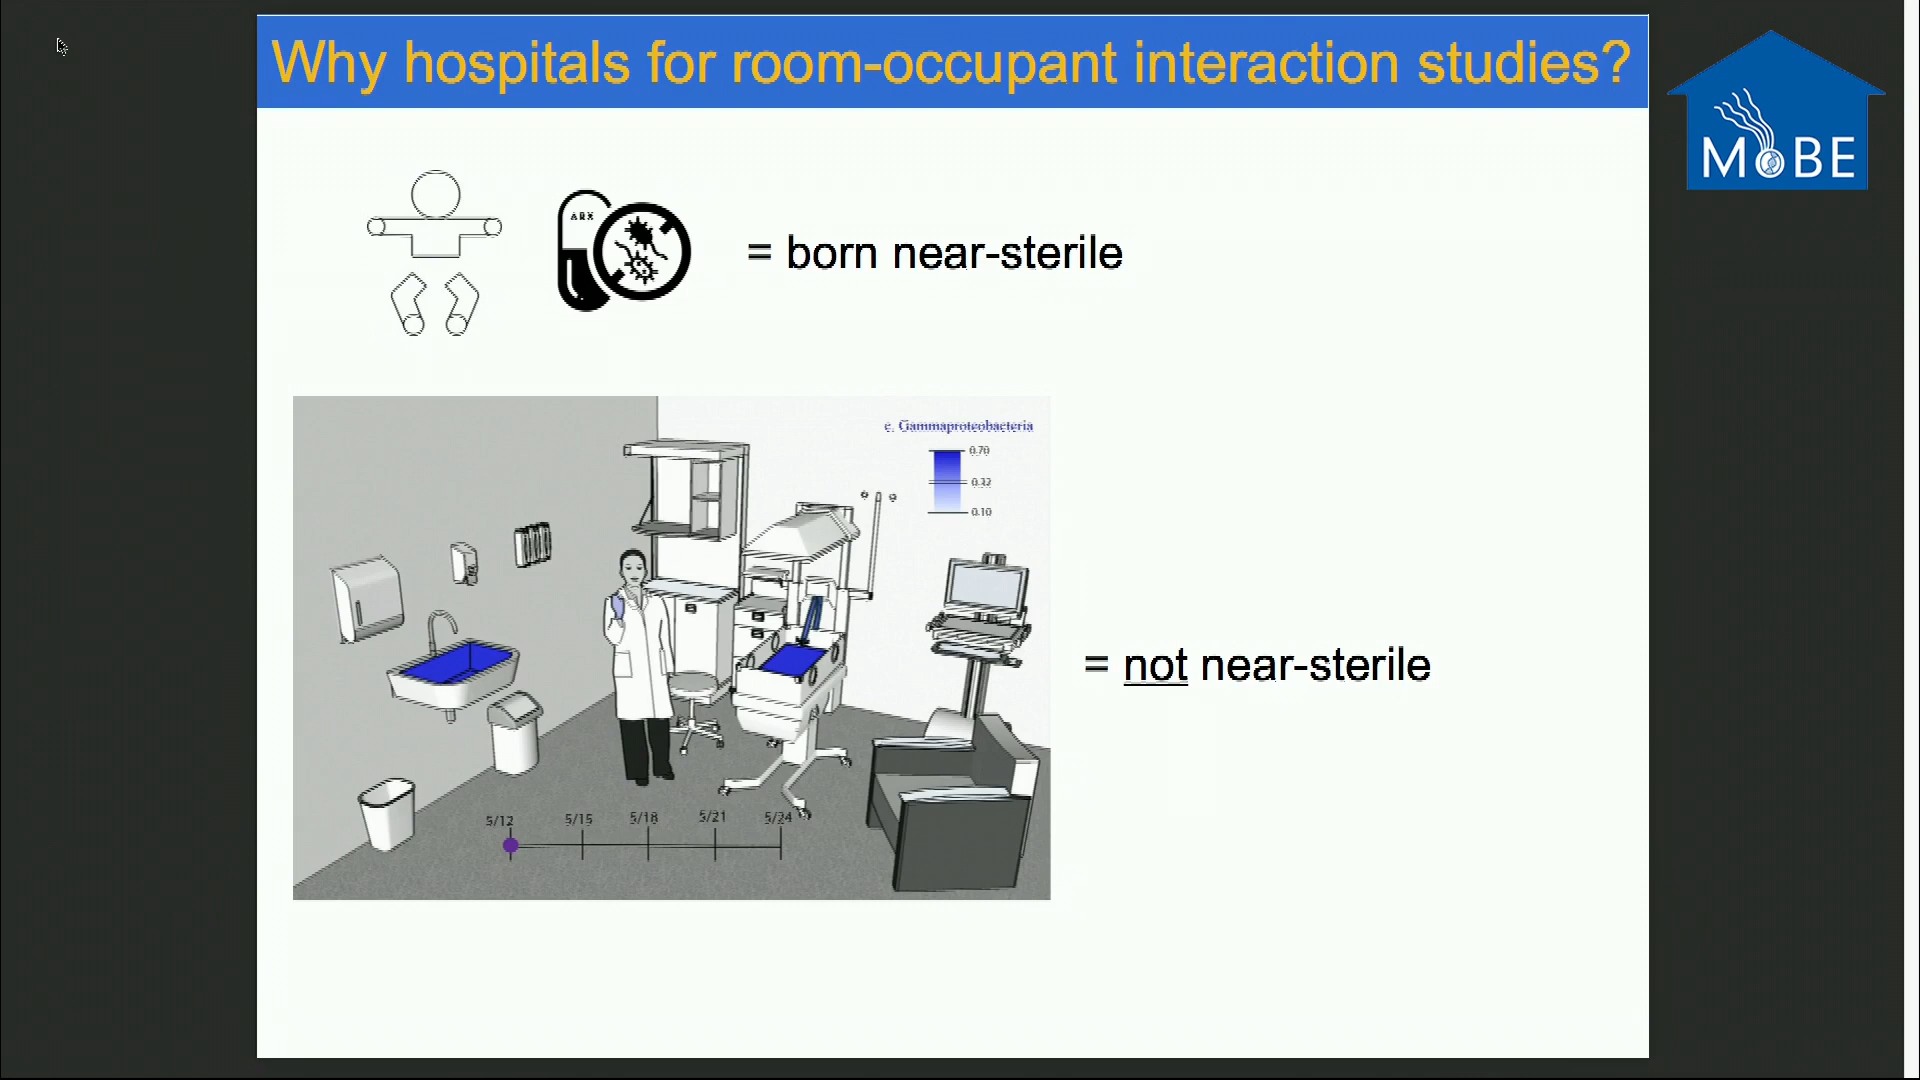 Why hospitals for room-occupant interaction studies?
MoBE
ARX
= born near-sterile
c. Gammaproteobacteria
0.70
0.32
0.10
= not near-sterile
5/12 5/15 5/18 5/21 5/24